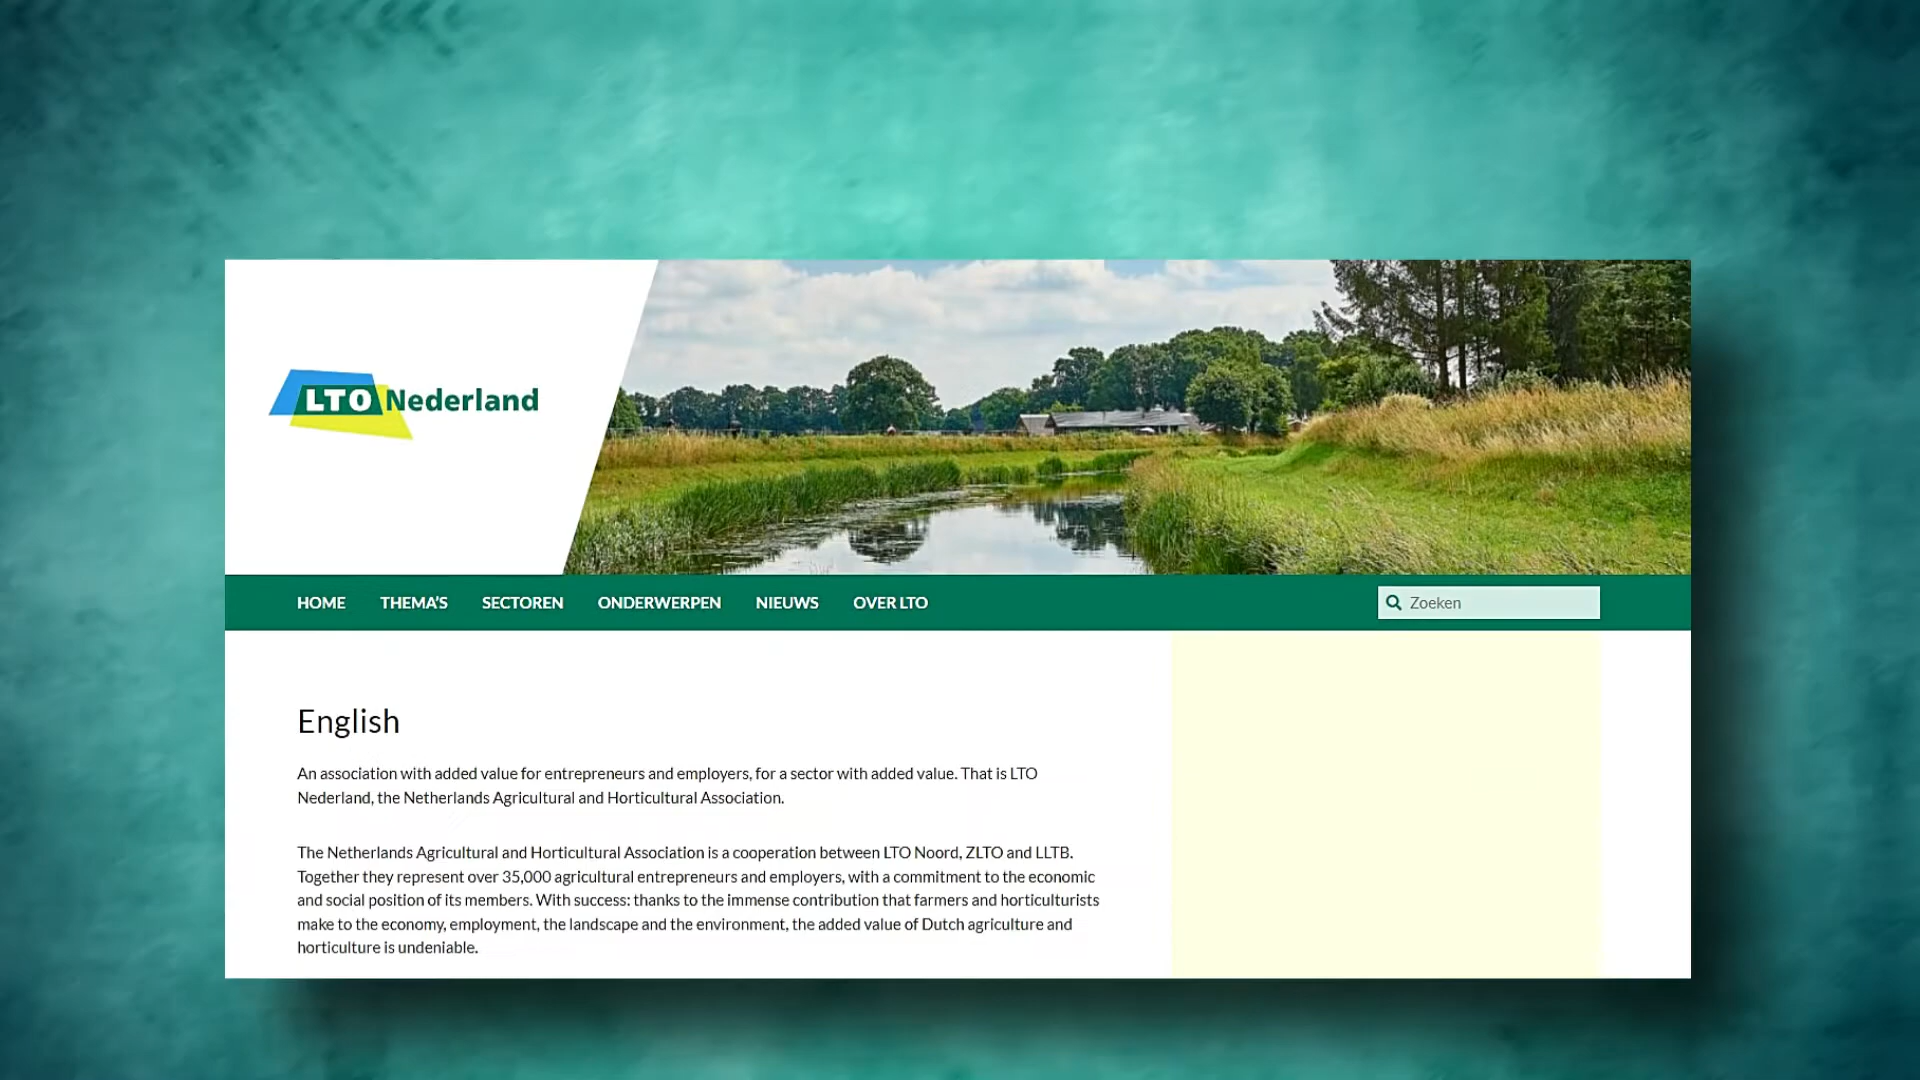 LTO Nederland
HOME THEMA'S SECTOREN ONDERWERPEN NIEUWS OVER LTO Zoeken
English
An association with added value for entrepreneurs and employers, for a sector with added value. That is LTO
Nederland, the Netherlands Agricultural and Horticultural Association.
The Netherlands Agricultural and Horticultural Association is a cooperation between LTO Noord, ZLTO and LLTB.
Together they represent over 35,000 agricultural entrepreneurs and employers, with a commitment to the economic
and social position of its members. With success: thanks to the immense contribution that farmers and horticulturists
make to the economy, employment, the landscape and the environment, the added value of Dutch agriculture and
horticulture is undeniable.